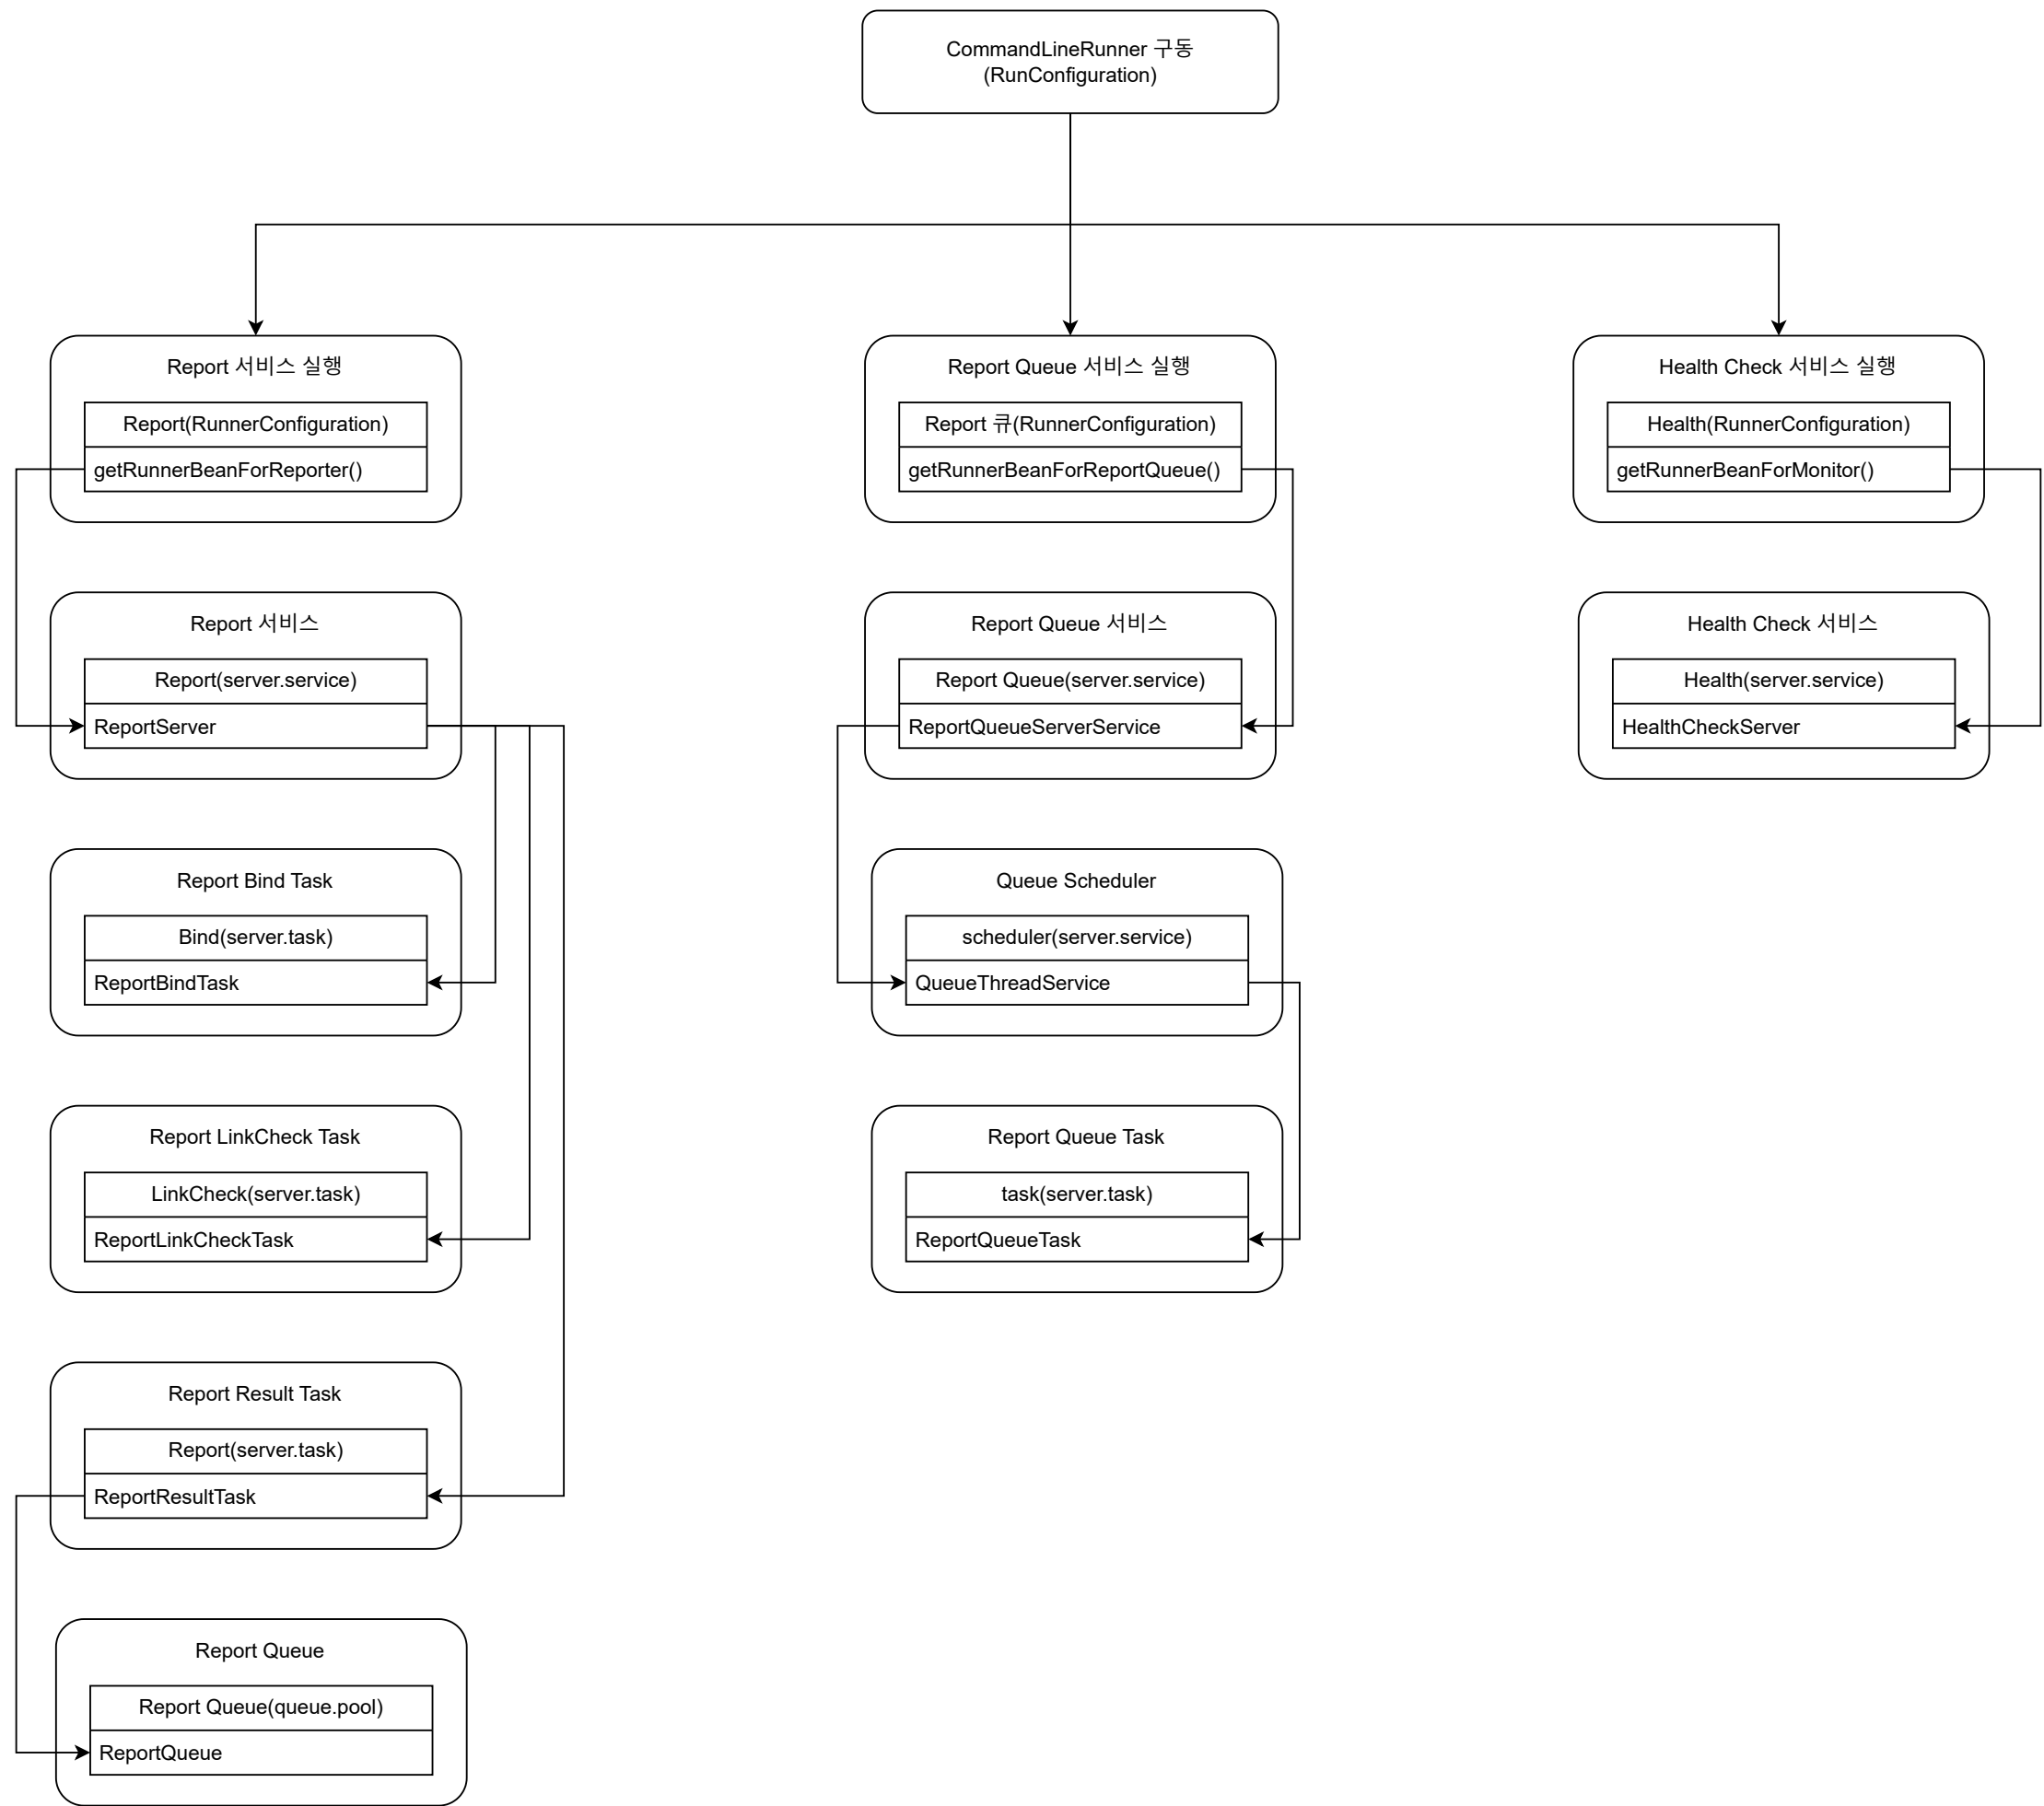 CommandLineRunner 구동
(RunConfiguration)
Report 서비스 실행
Report(RunnerConfiguration)
getRunnerBeanForReporter()
Report Queue 서비스 실행
Report 큐(RunnerConfiguration)
getRunnerBeanForReportQueue()
Health Check 서비스 실행
Health(RunnerConfiguration)
getRunnerBeanForMonitor()
Report 서비스
Report(server.service)
ReportServer
Report Queue 서비스
Report Queue(server.service)
ReportQueueServerService
Health Check 서비스
Health(server.service)
HealthCheckServer
Report Bind Task
Bind(server.task)
ReportBindTask
Queue Scheduler
scheduler(server.service)
QueueThreadService
Report LinkCheck Task
LinkCheck(server.task)
ReportLinkCheckTask
Report Queue Task
task(server.task)
ReportQueueTask
Report Result Task
Report(server.task)
ReportResultTask
Report Queue
Report Queue(queue.pool)
ReportQueue